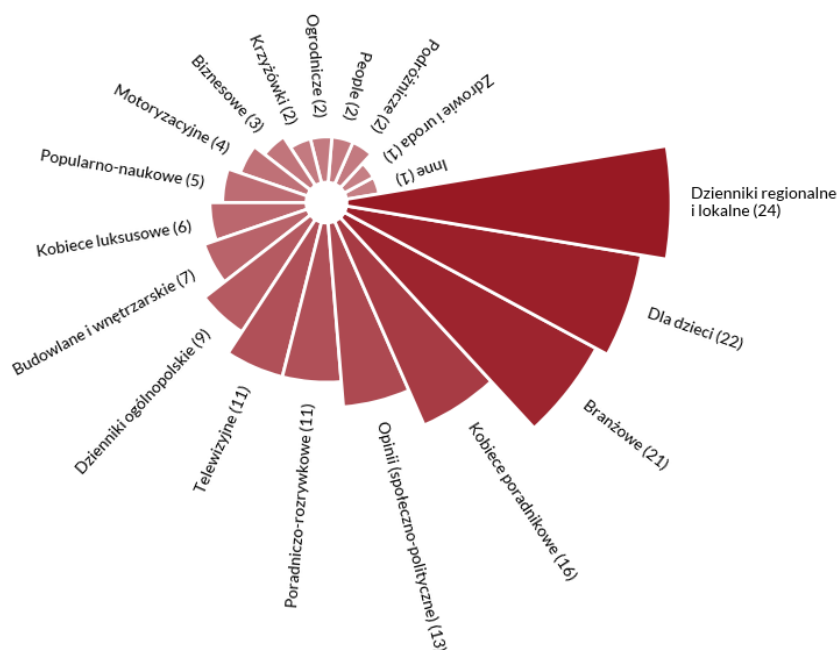 Dzienniki regionalne
i lokalne (24)
Dla dzieci (22)
Branżowe (21)
Kobiece poradnikowe (16)
Opinii (społeczno-polityczne) (13)
Poradniczo-rozrywkowe (11)
Telewizyjne (11)
Dzienniki ogólnopolskie (9)
Budowlane i wnętrzarskie (7)
Kobiece luksusowe (6)
Popularno-naukowe (5)
Motoryzacyjne (4)
Biznesowe (3)
Krzyżówki (2)
Ogrodnicze (2)
People (2)
Podróżnicze (2)
Zdrowie i uroda (1)
Inne (1)